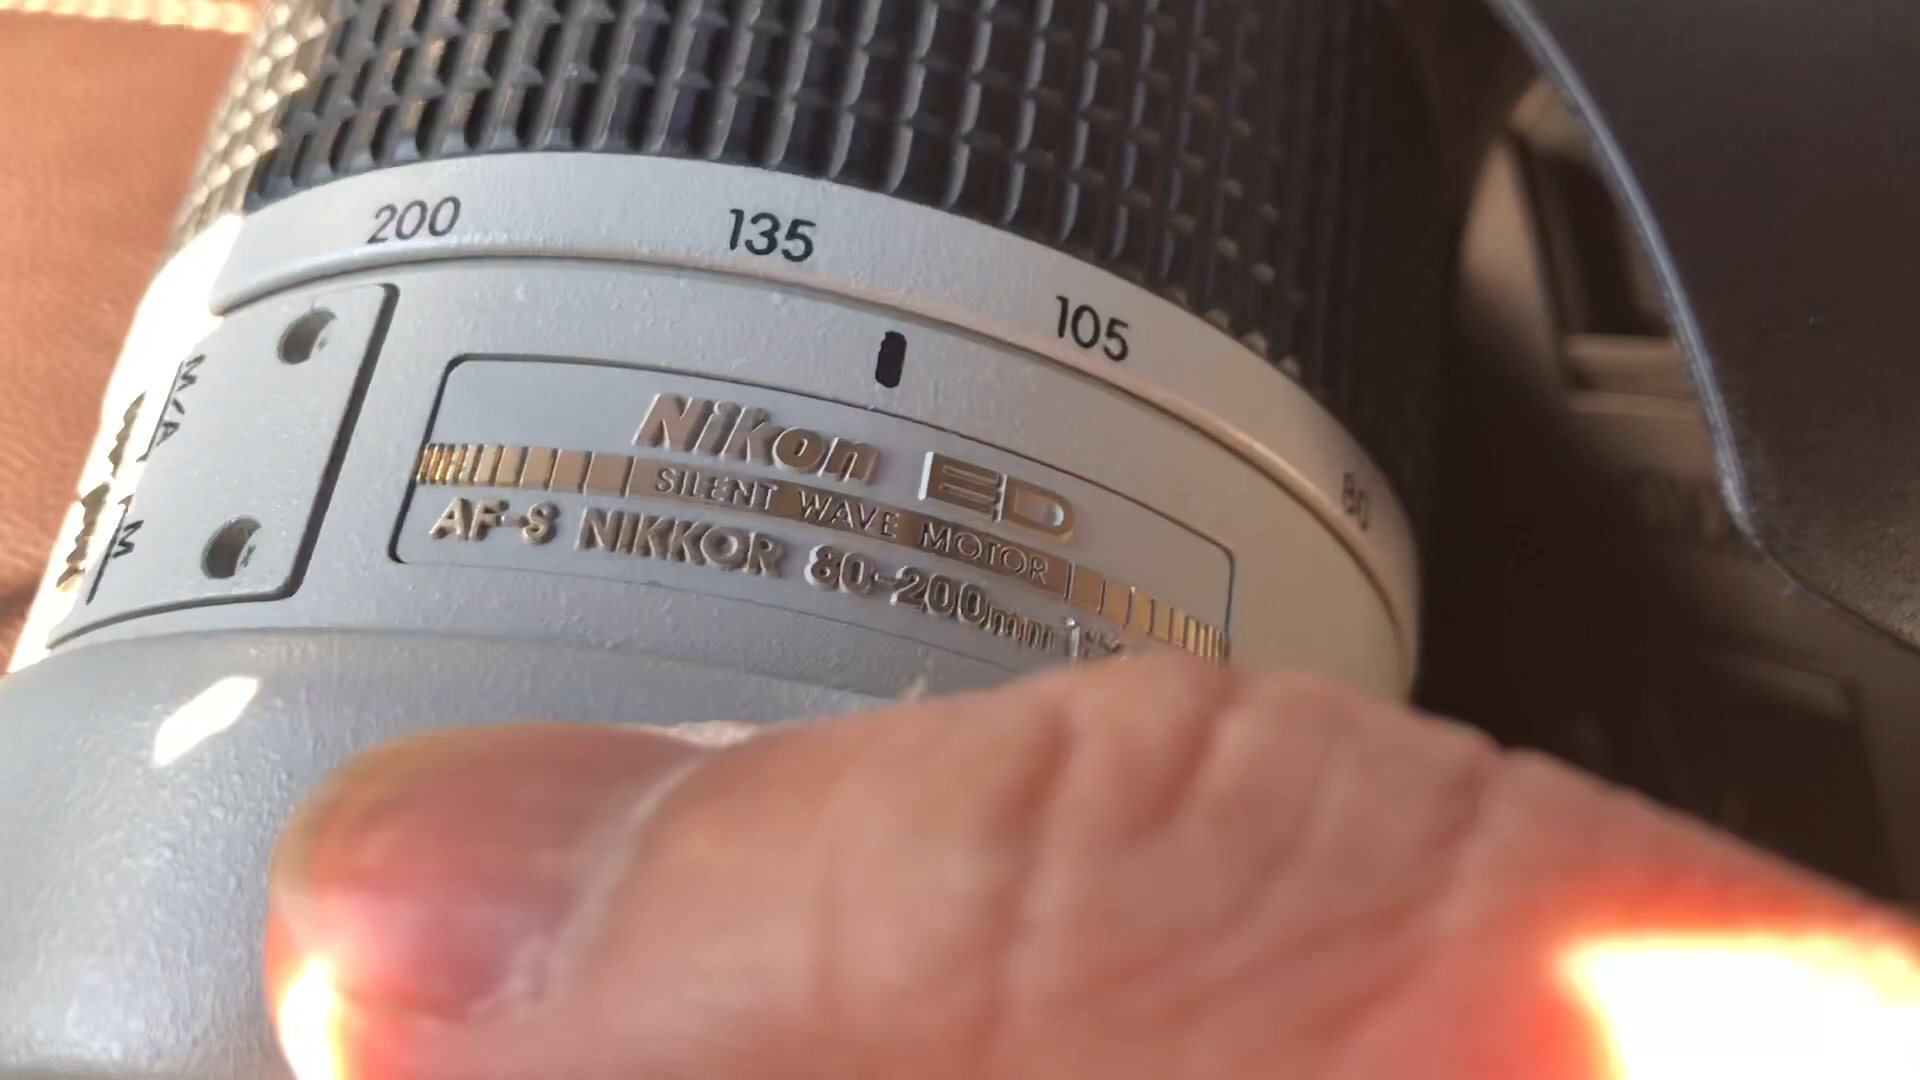 200 135 105 80
M/A
M
Nikon ED
SILENT WAVE MOTOR
AF-S NIKKOR 80-200mm